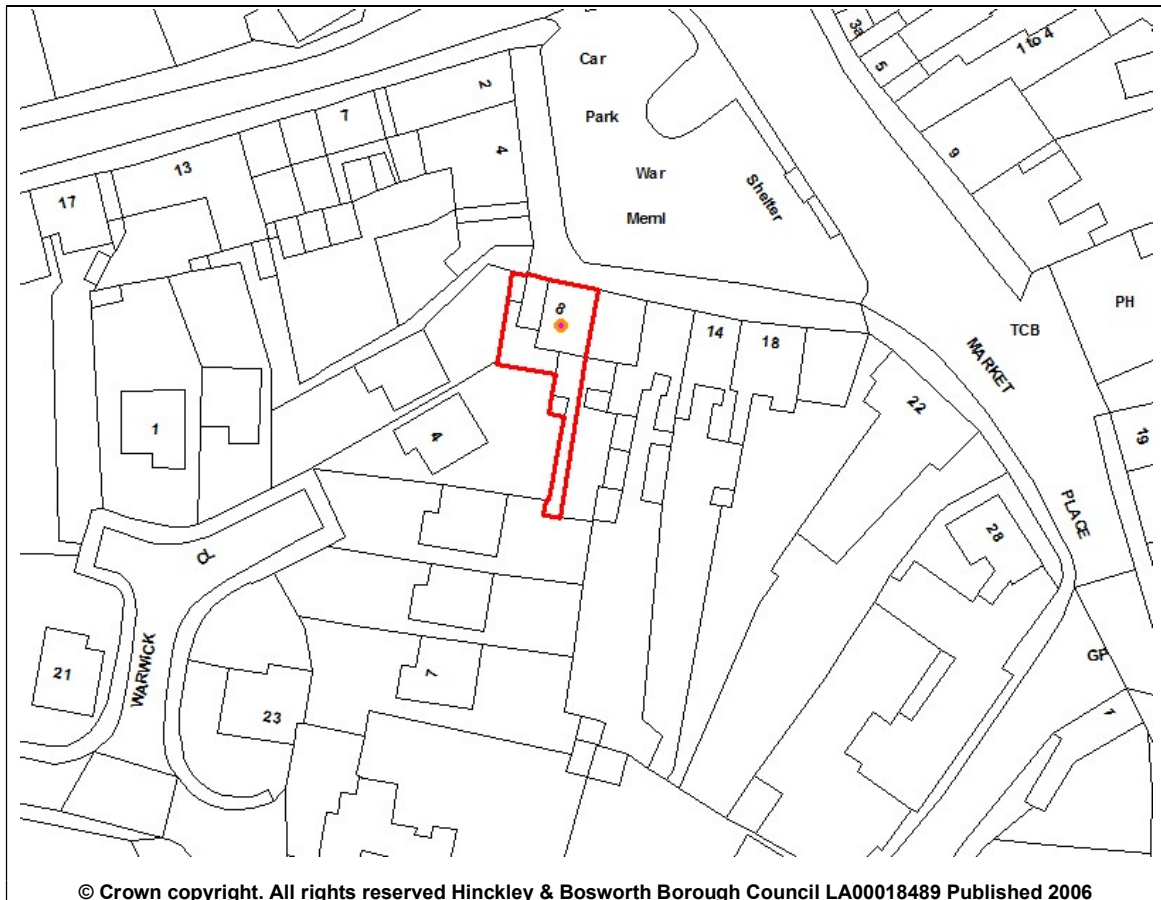 3a
5
1 to 4
Car
Park
2
7
4
13
17
9
War
Meml
Shelter
8
14
18
TCB
PH
MARKET
PLACE
22
19
1
4
CL
28
WARWICK
21
23
7
GP
1
© Crown copyright. All rights reserved Hinckley & Bosworth Borough Council LA00018489 Published 2006